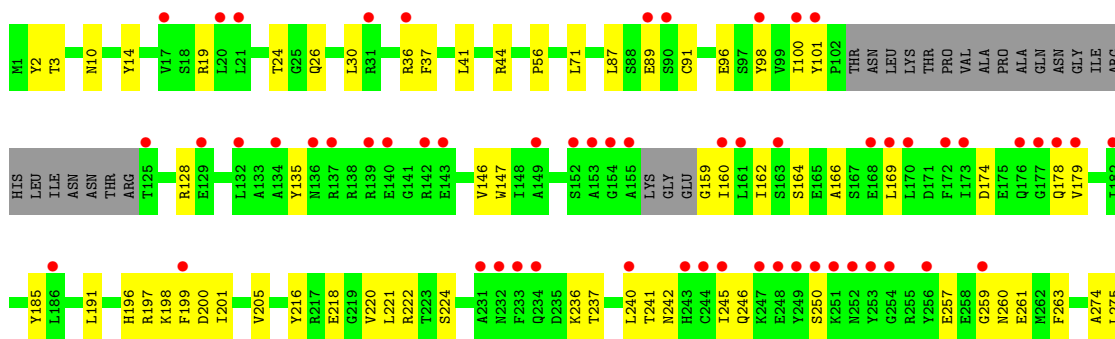 M1 Y2 T3 N10 Y14 V17 S18 R19 L20 L21 T24 G25 Q26 L30 R31 R36 F37 L41 R44 P56 L71 L87 S88 E89 S90 C91 E96 S97 Y98 V99 I100 Y101 P102 THR ASN LEU LYS THR PRO VAL ALA PRO ALA GLN ASN GLY ILE ARG
HIS LEU ILE ASN ASN THR ARG T125 R128 E129 L132 A133 A134 Y135 N136 R137 R138 R139 E140 G141 R142 E143 V146 W147 I148 A149 S152 A153 G154 A155 LYS GLY GLU G159 I160 L161 I162 S163 S164 E165 A166 S167 E168 L169 L170 D171 F172 I173 D174 E175 Q176 G177 Q178 V179 I182
Y185 L186 L191 H196 R197 K198 F199 D200 I201 V205 Y216 R217 E218 G219 V220 L221 R222 T223 S224 A231 N232 F233 Q234 D235 K236 T237 L240 T241 N242 H243 C244 I245 Q246 K247 E248 Y249 S250 K251 N252 Y253 G254 R255 Y256 E257 E258 G259 N260 E261 M262 F263 A274 L275